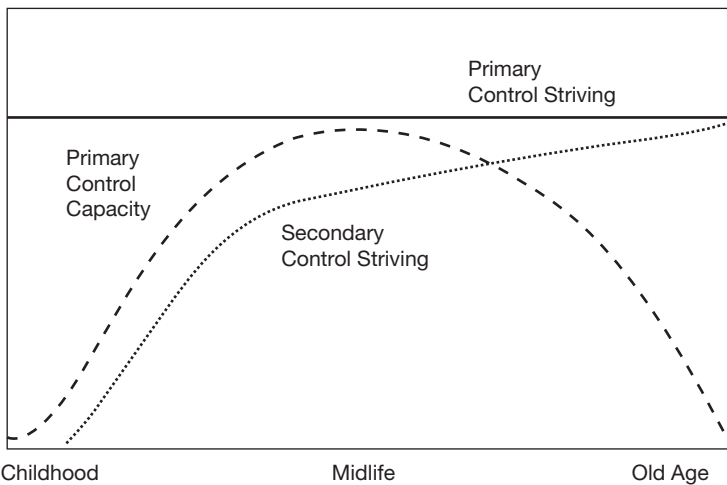 Primary
Control Striving
Primary
Control
Capacity
Secondary
Control Striving
Childhood
Midlife
Old Age